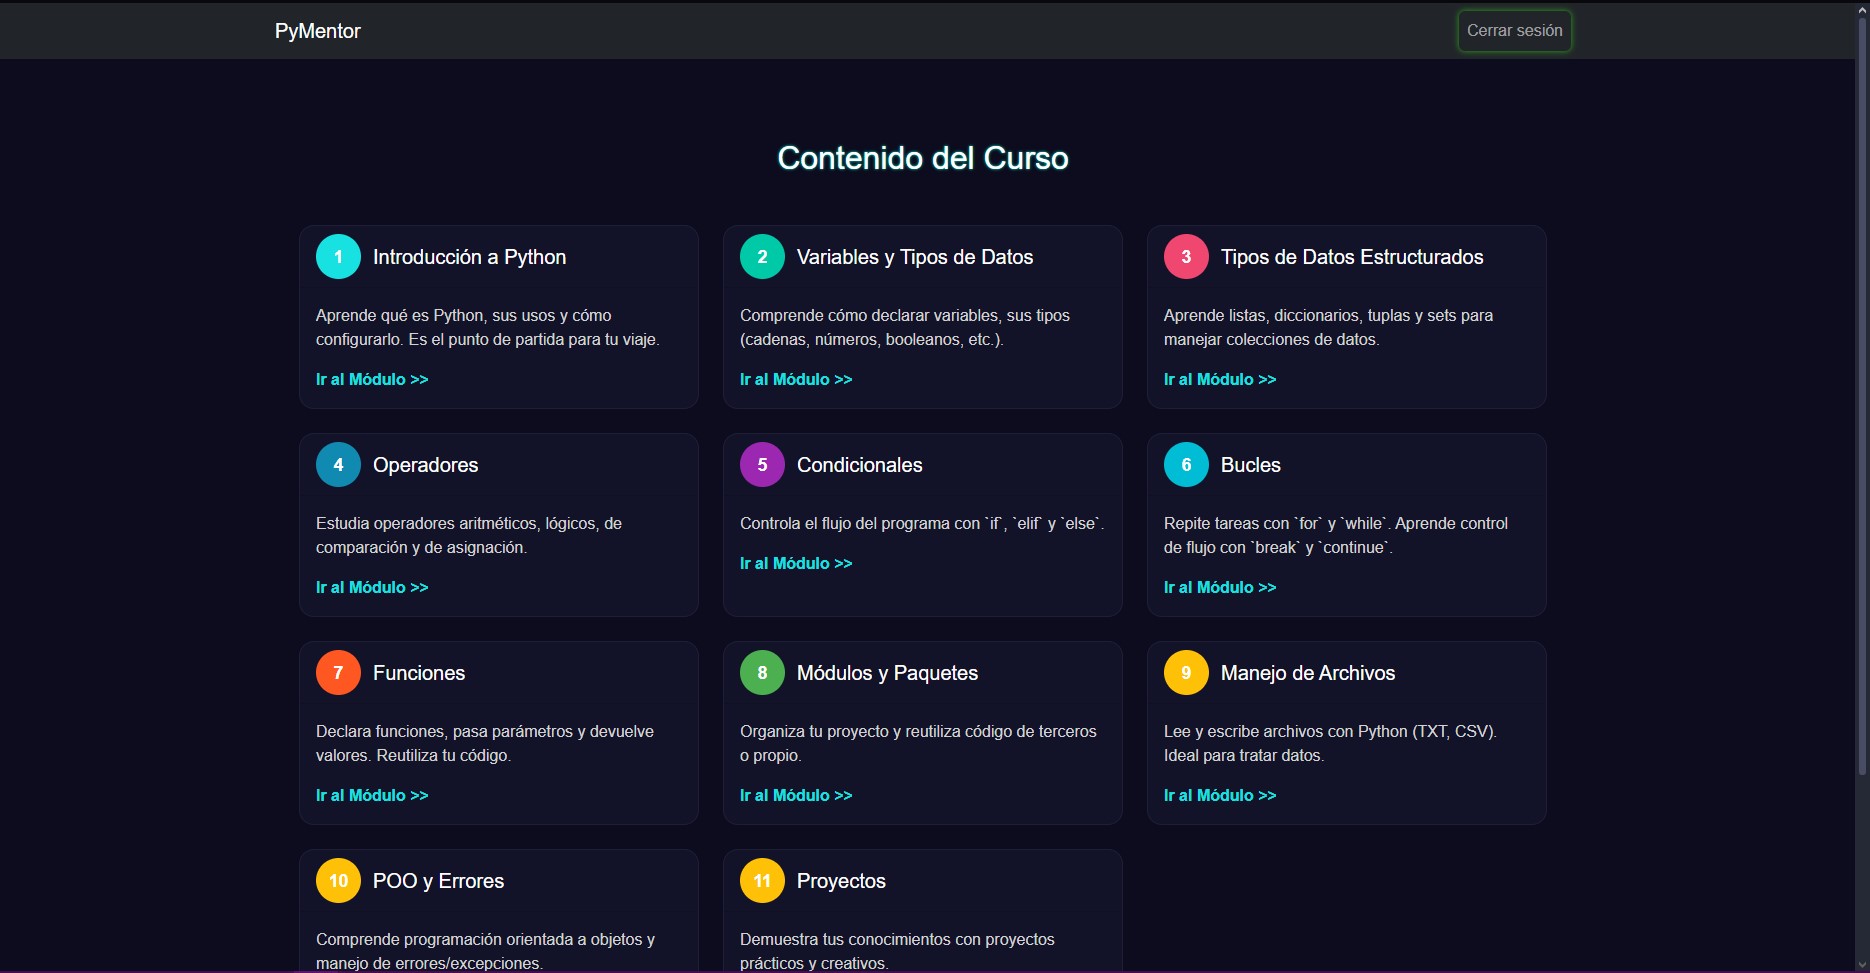 PyMentor
Cerrar sesión
Contenido del Curso
1 Introducción a Python
Aprende qué es Python, sus usos y cómo
configurarlo. Es el punto de partida para tu viaje.
Ir al Módulo >>
2 Variables y Tipos de Datos
Comprende cómo declarar variables, sus tipos
(cadenas, números, booleanos, etc.).
Ir al Módulo >>
3 Tipos de Datos Estructurados
Aprende listas, diccionarios, tuplas y sets para
manejar colecciones de datos.
Ir al Módulo >>
4 Operadores
Estudia operadores aritméticos, lógicos, de
comparación y de asignación.
Ir al Módulo >>
5 Condicionales
Controla el flujo del programa con `if`, `elif` y `else`.
Ir al Módulo >>
6 Bucles
Repite tareas con `for` y `while`. Aprende control
de flujo con `break` y `continue`.
Ir al Módulo >>
7 Funciones
Declara funciones, pasa parámetros y devuelve
valores. Reutiliza tu código.
Ir al Módulo >>
8 Módulos y Paquetes
Organiza tu proyecto y reutiliza código de terceros
o propio.
Ir al Módulo >>
9 Manejo de Archivos
Lee y escribe archivos con Python (TXT, CSV).
Ideal para tratar datos.
Ir al Módulo >>
10 POO y Errores
Comprende programación orientada a objetos y
manejo de errores/excepciones.
11 Proyectos
Demuestra tus conocimientos con proyectos
prácticos y creativos.